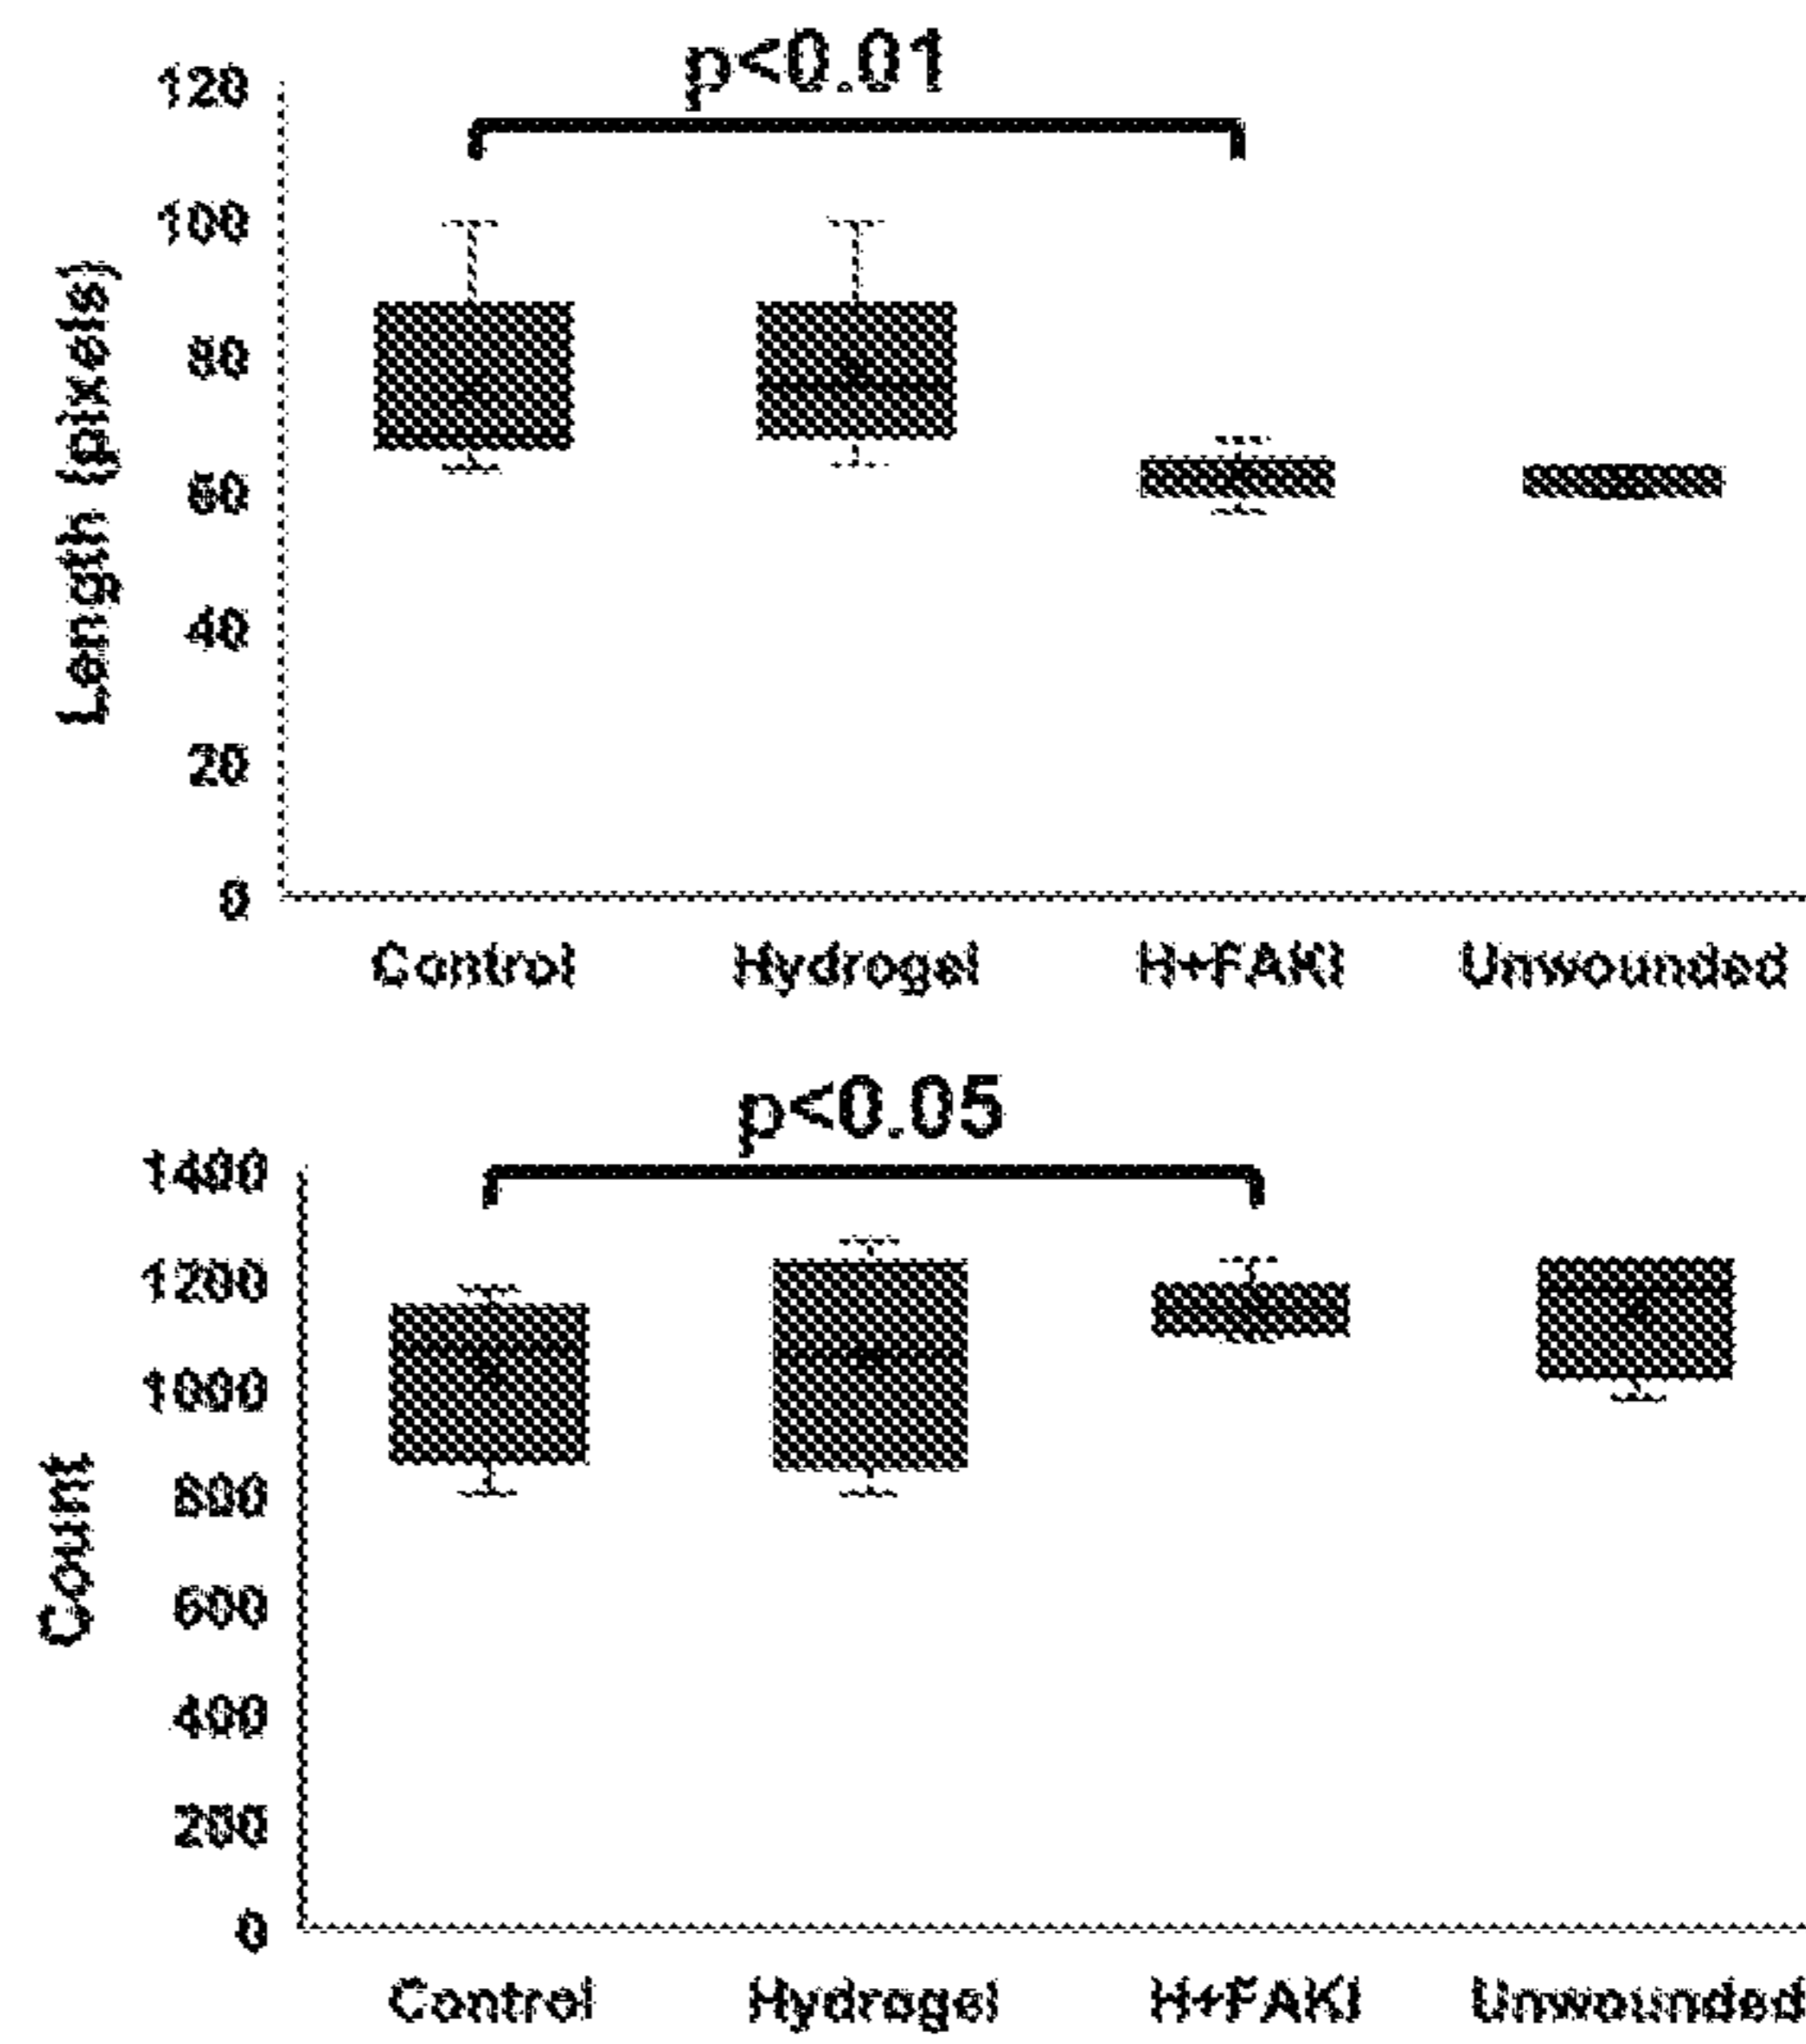 p<0.01
120
100
80
60
40
20
0
Length (pixels)
Control Hydrogel H+FAKI Unwounded
p<0.05
1400
1200
1000
800
600
400
200
0
Count
Control Hydrogel H+FAKI Unwounded